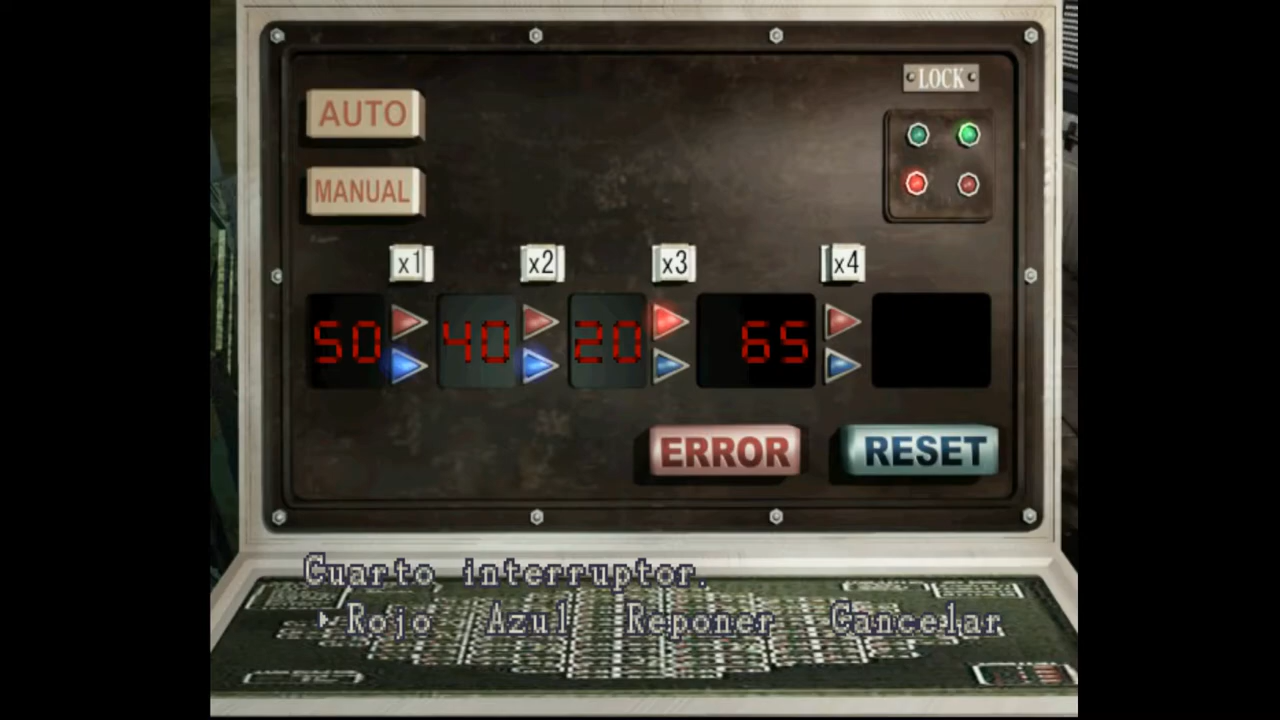 LOCK
AUTO
MANUAL
x1 x2 x3 x4
50 40 20 65
ERROR RESET
Cuarto interruptor.
Rojo Azul Reponer Cancelar